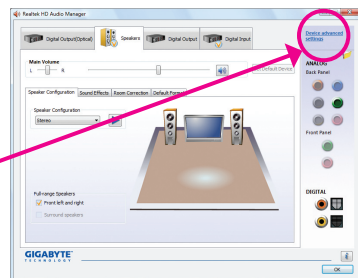 Realtek HD Audio Manager
Digital Output(Optical)
Speakers
Digital Output
Digital Input
Device advanced
settings
Main Volume
L
R
Set Default Device
ANALOG
Back Panel
Speaker Configuration
Sound Effects
Room Correction
Default Format
Speaker Configuration
Stereo
Front Panel
Full-range Speakers
Front left and right
Surround speakers
DIGITAL
GIGABYTE
TECHNOLOGY
OK